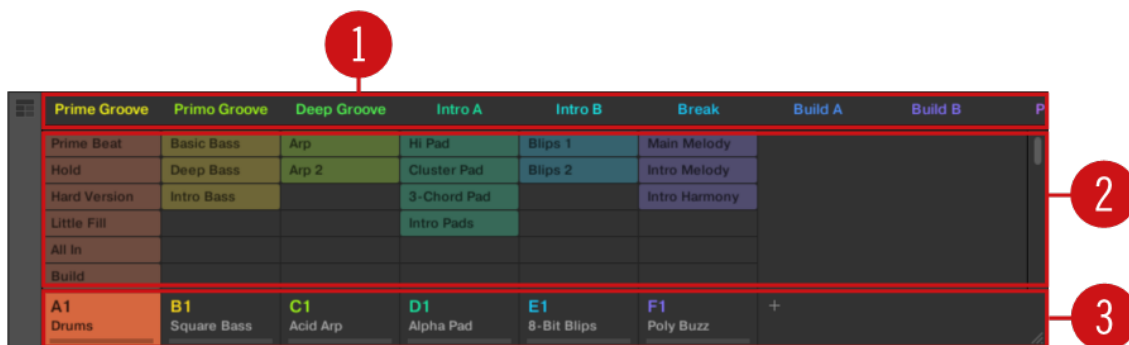 1
Prime Groove Primo Groove Deep Groove Intro A Intro B Break Build A Build B P
Prime Beat Basic Bass Arp Hi Pad Blips 1 Main Melody
Hold Deep Bass Arp 2 Cluster Pad Blips 2 Intro Melody
2
Hard Version Intro Bass 3-Chord Pad Intro Harmony
Little Fill Intro Pads
All In
Build
A1 B1 C1 D1 E1 F1 +
3
Drums Square Bass Acid Arp Alpha Pad 8-Bit Blips Poly Buzz